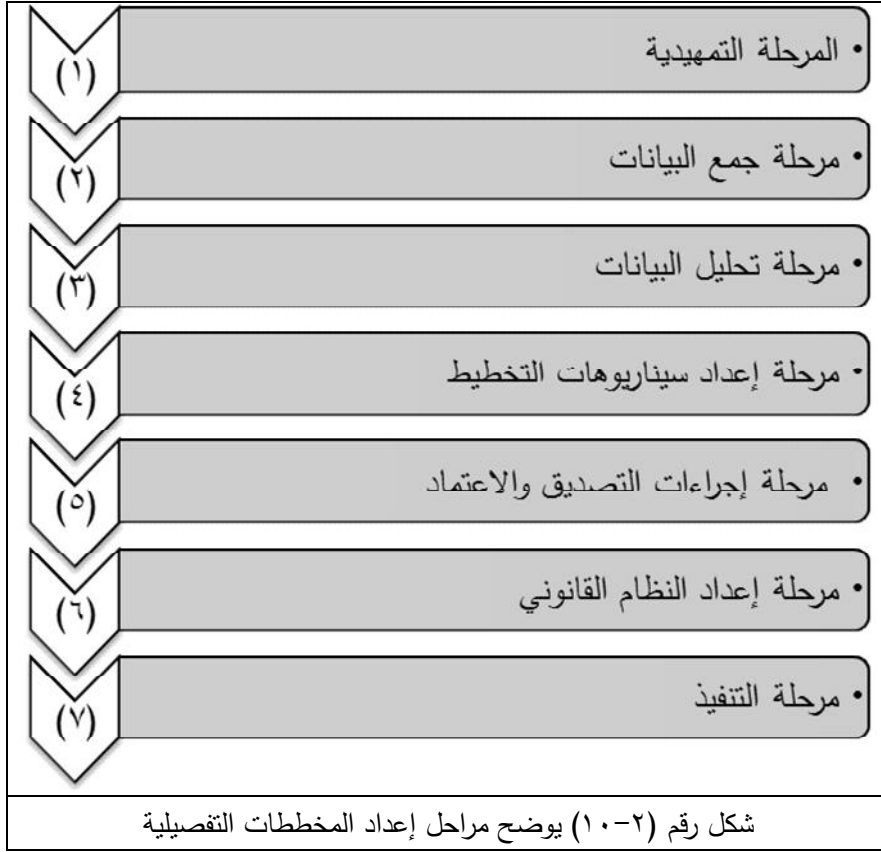 • المرحلة التمهيدية
(١)
• مرحلة جمع البيانات
(٢)
• مرحلة تحليل البيانات
(٣)
• مرحلة إعداد سيناريوهات التخطيط
(٤)
• مرحلة إجراءات التصديق والاعتماد
(٥)
• مرحلة إعداد النظام القانوني
(٦)
• مرحلة التنفيذ
(٧)
شكل رقم (٢-١٠) يوضح مراحل إعداد المخططات التفصيلية